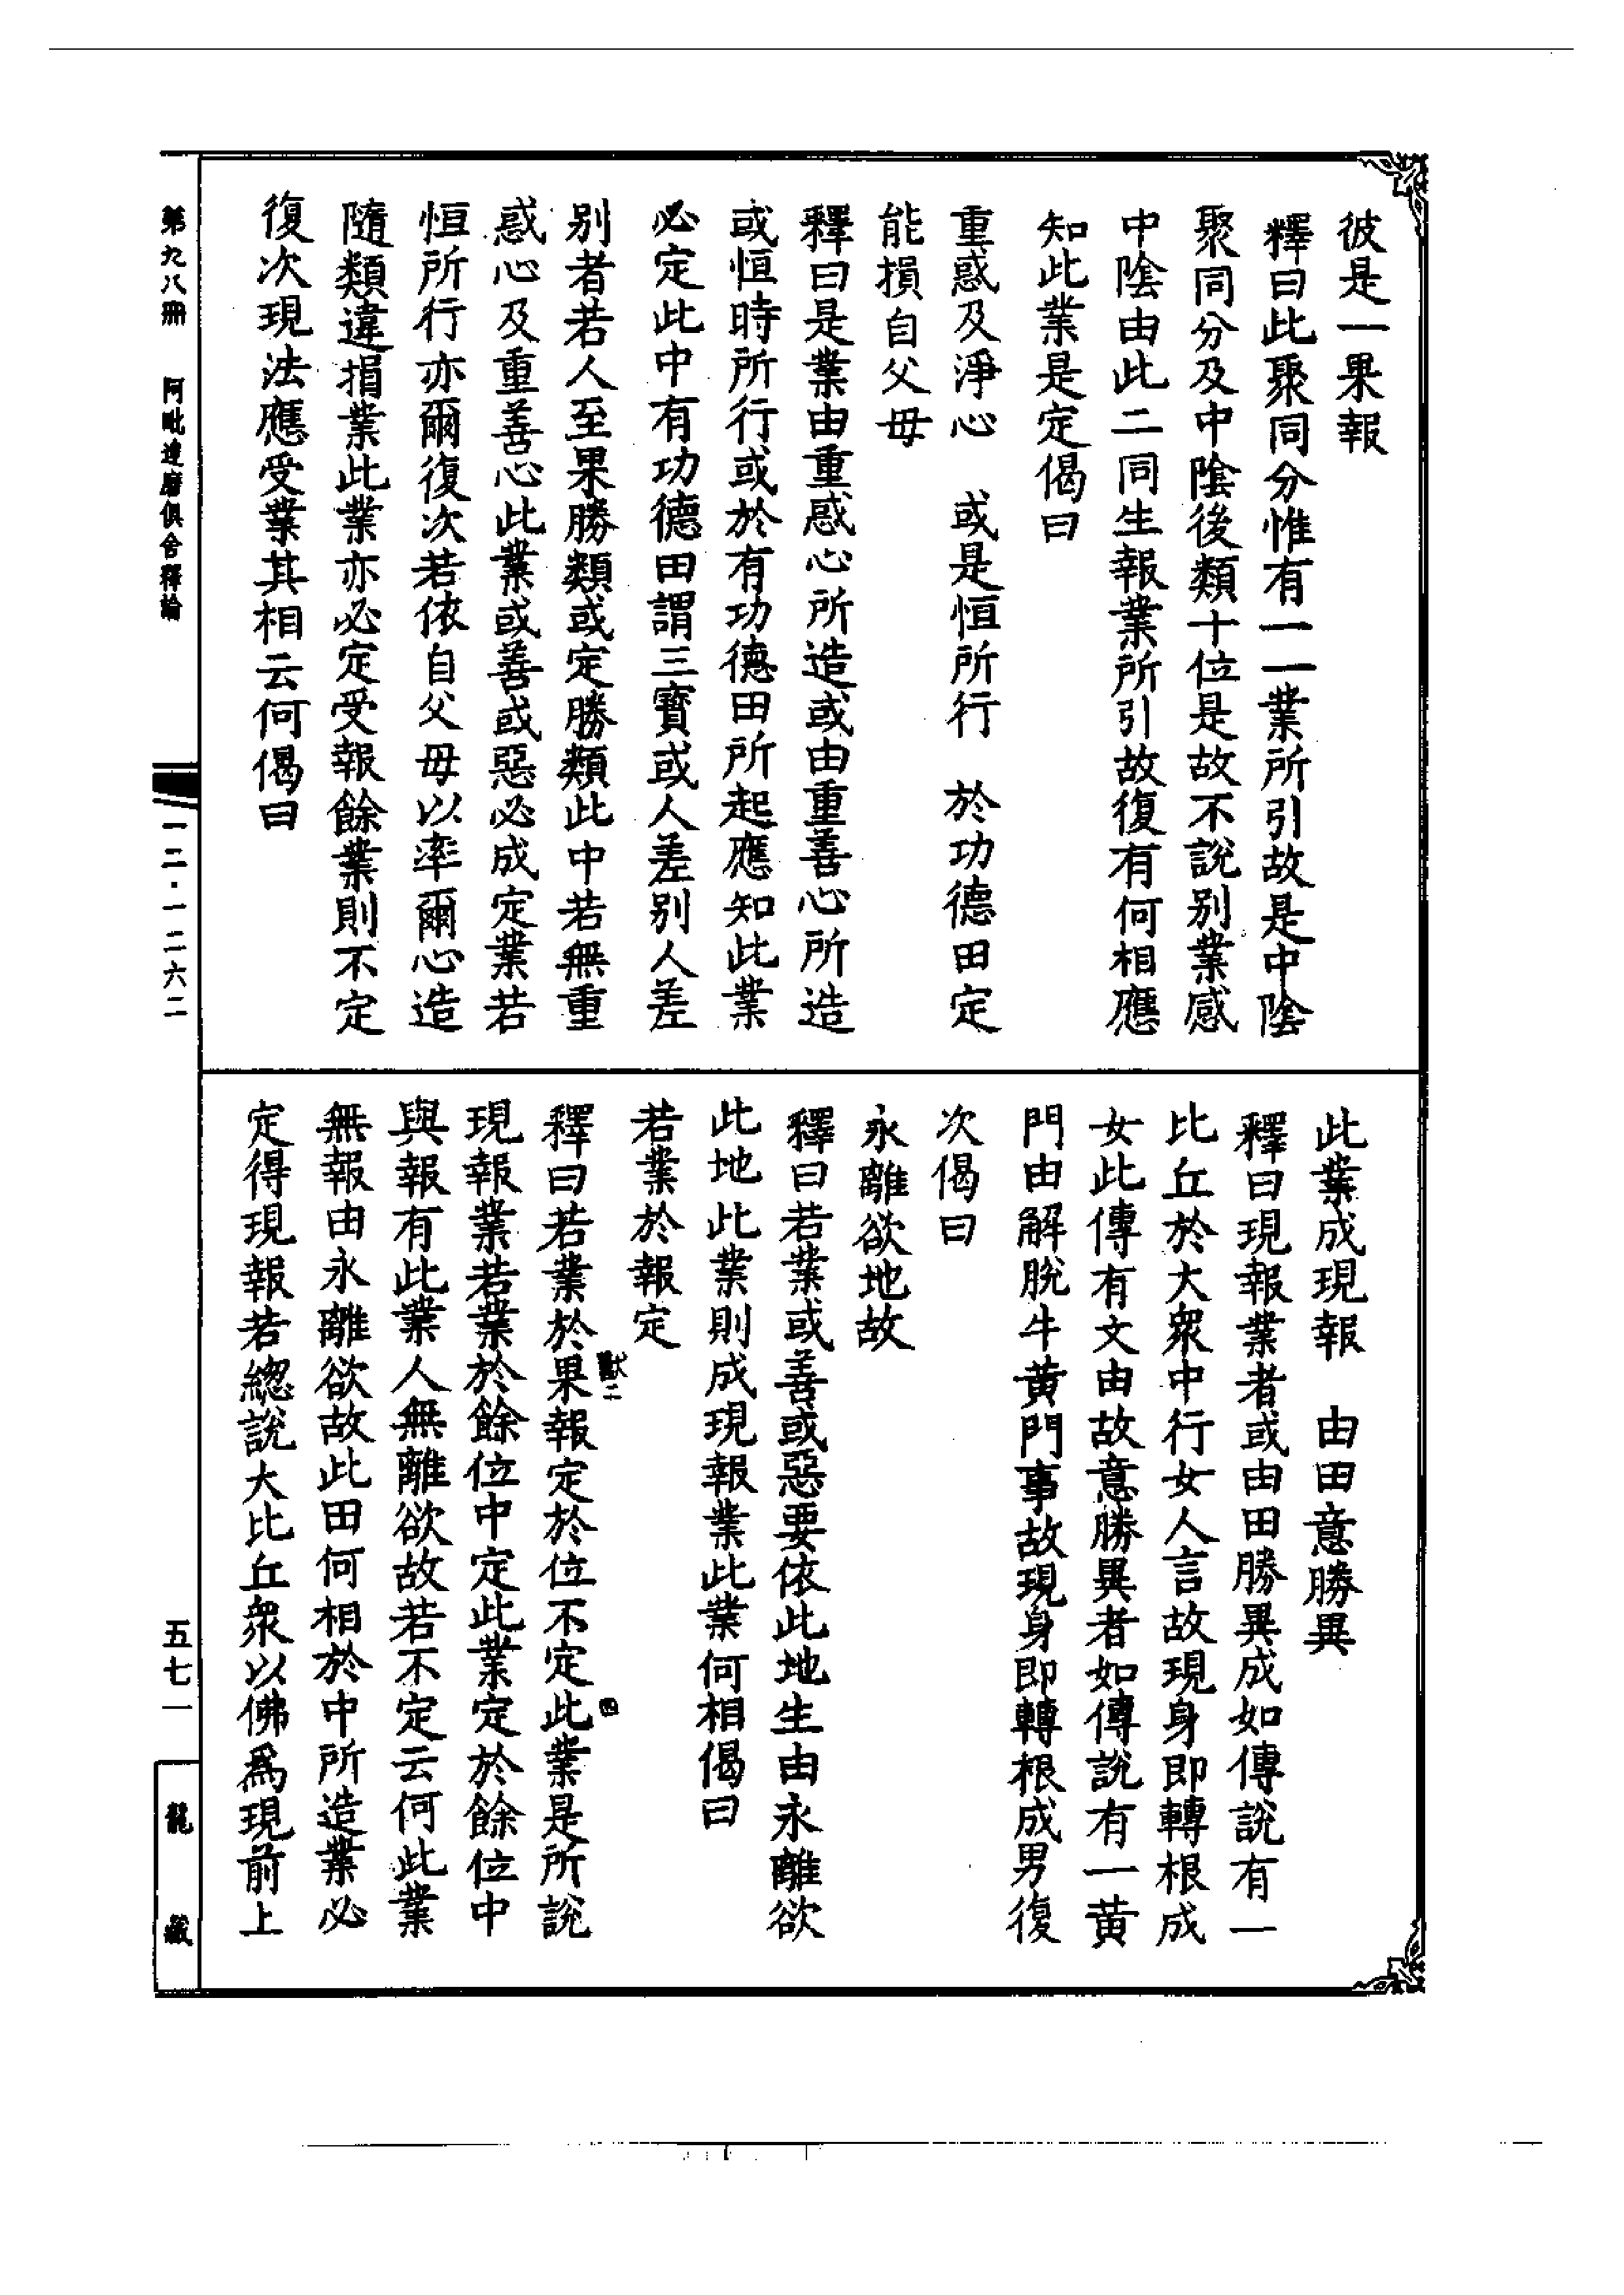 彼是一果報
釋曰此聚同分惟有一一業所引故是中陰
聚同分及中陰後類十位是故不說別業感
中陰由此二同生報業所引故復有何相應
知此業是定偈曰
重惑及淨心　或是恒所行　於功德田定
能損自父母
釋曰是業由重惑心所造或由重善心所造
或恒時所行或於有功德田所起應知此業
必定此中有功德田謂三寶或人差別人差
別者若人至果勝類或定勝類此中若無重
惑心及重善心此業或善或惡必成定業若
恒所行亦爾復次若依自父母以率爾心造
隨類違損業此業亦必定受報餘業則不定
復次現法應受業其相云何偈曰
此業成現報　由田意勝異
釋曰現報業者或由田勝異成如傳說有一
比丘於大衆中行女人言故現身即轉根成
女此傳有文由故意勝異者如傳說有一黄
門由解脫牛黄門事故現身即轉根成男復
次偈曰
永離欲地故
釋曰若業或善或惡要依此地生由永離欲
此地此業則成現報業此業何相偈曰
若業於報定
釋曰若業於果報定於位不定此業是所說
現報業若業於餘位中定此業定於餘位中
與報有此業人無離欲故若不定云何此業
無報由永離欲故此田何相於中所造業必
定得現報若總說大比丘衆以佛爲現前上
第九八冊　阿毗達磨俱舍釋論
一二·一二六二
五七一
龍藏